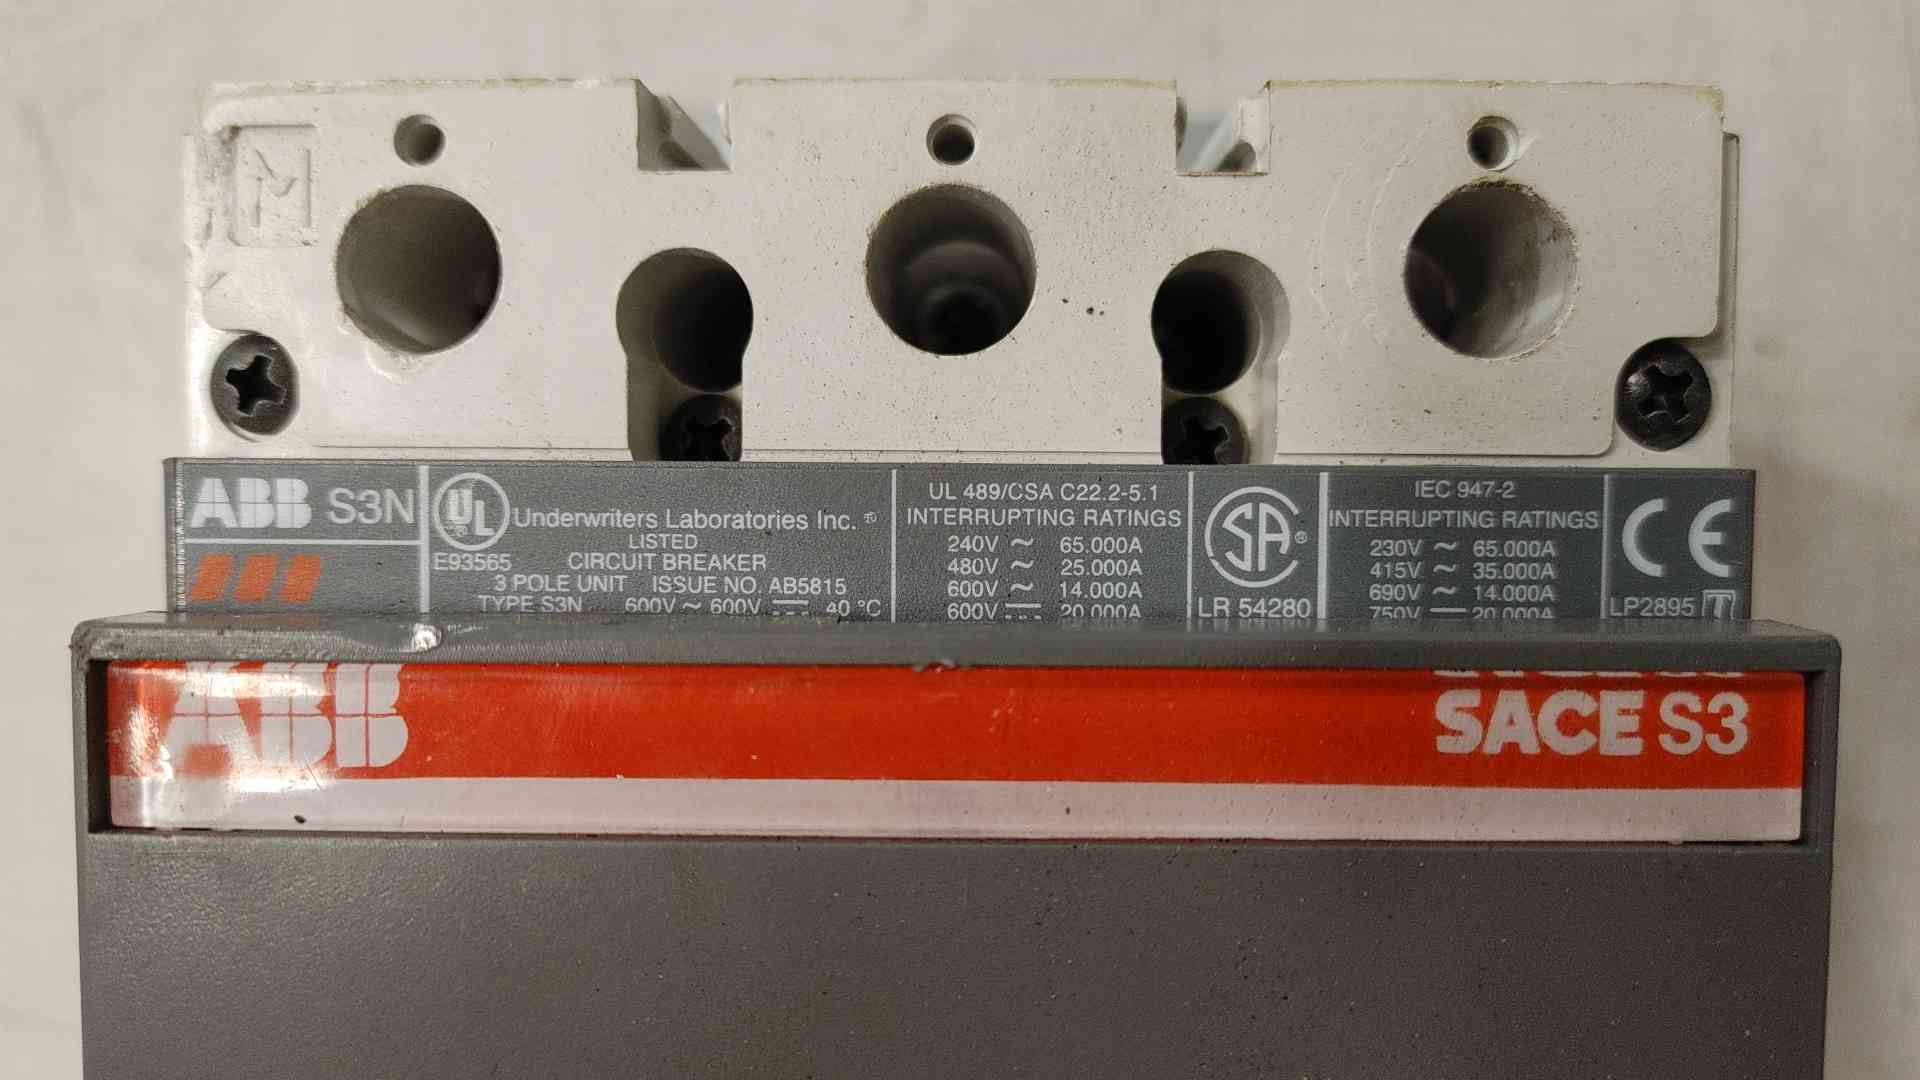 ABB S3N
UL
Underwriters Laboratories Inc. ®
LISTED
E93565 CIRCUIT BREAKER
3 POLE UNIT ISSUE NO. AB5815
TYPE S3N 600V ~ 600V ⎓ 40 °C
UL 489/CSA C22.2-5.1
INTERRUPTING RATINGS
240V ~ 65.000A
480V ~ 25.000A
600V ~ 14.000A
600V ⎓ 20.000A
SA ®
LR 54280
IEC 947-2
INTERRUPTING RATINGS
230V ~ 65.000A
415V ~ 35.000A
690V ~ 14.000A
750V ⎓ 20.000A
CE
LP2895 T
ABB
SACE S3